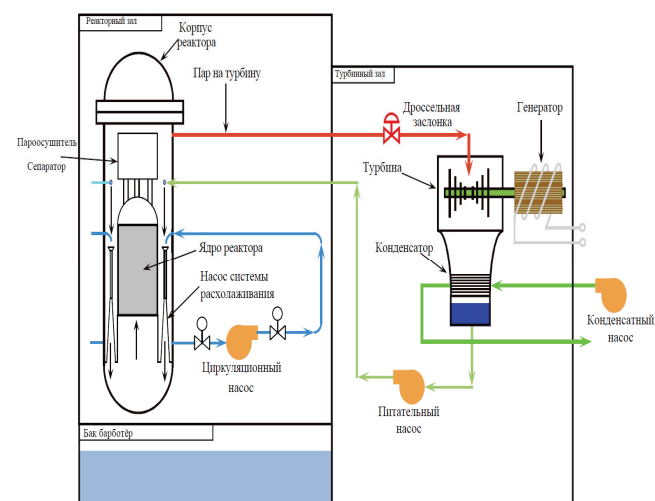 Реакторный зал
Корпус
реактора
Пар на турбину
Турбинный зал
Дроссельная
заслонка
Генератор
Пароосушитель
Сепаратор
Турбина
Ядро реактора
Конденсатор
Насос системы
расхолаживания
Конденсатный
насос
Циркуляционный
насос
Питательный
насос
Бак барботёр